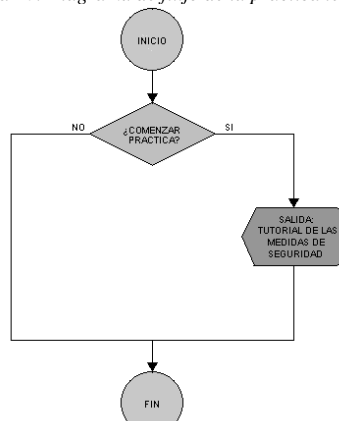 INICIO
NO
¿COMENZAR
PRACTICA?
SI
SALIDA:
TUTORIAL DE LAS
MEDIDAS DE
SEGURIDAD
FIN